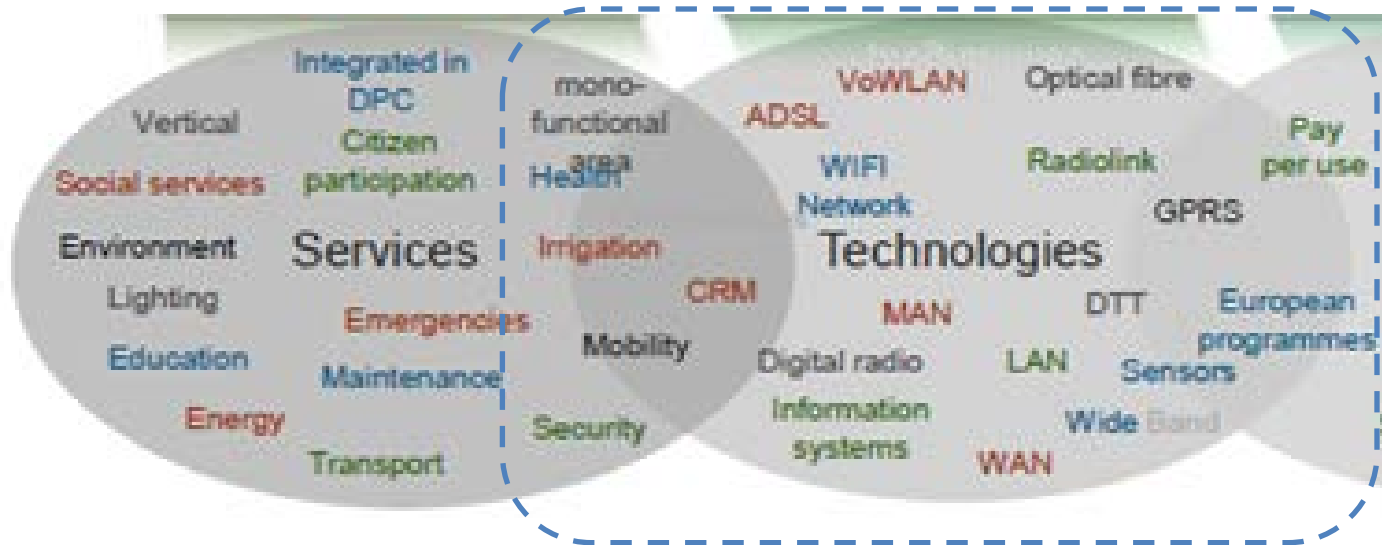 Integrated in
DPC
Vertical
Citizen
participation
Social services
Environment
Services
Lighting
Emergencies
Education
Maintenance
Energy
Transport
mono-
functional
area
Health
Irrigation
CRM
Mobility
Security
VoWLAN
Optical fibre
ADSL
WIFI
Network
Radiolink
GPRS
Technologies
MAN
DTT
Digital radio
LAN
Sensors
Information
systems
Wide Band
WAN
Pay
per use
European
programmes